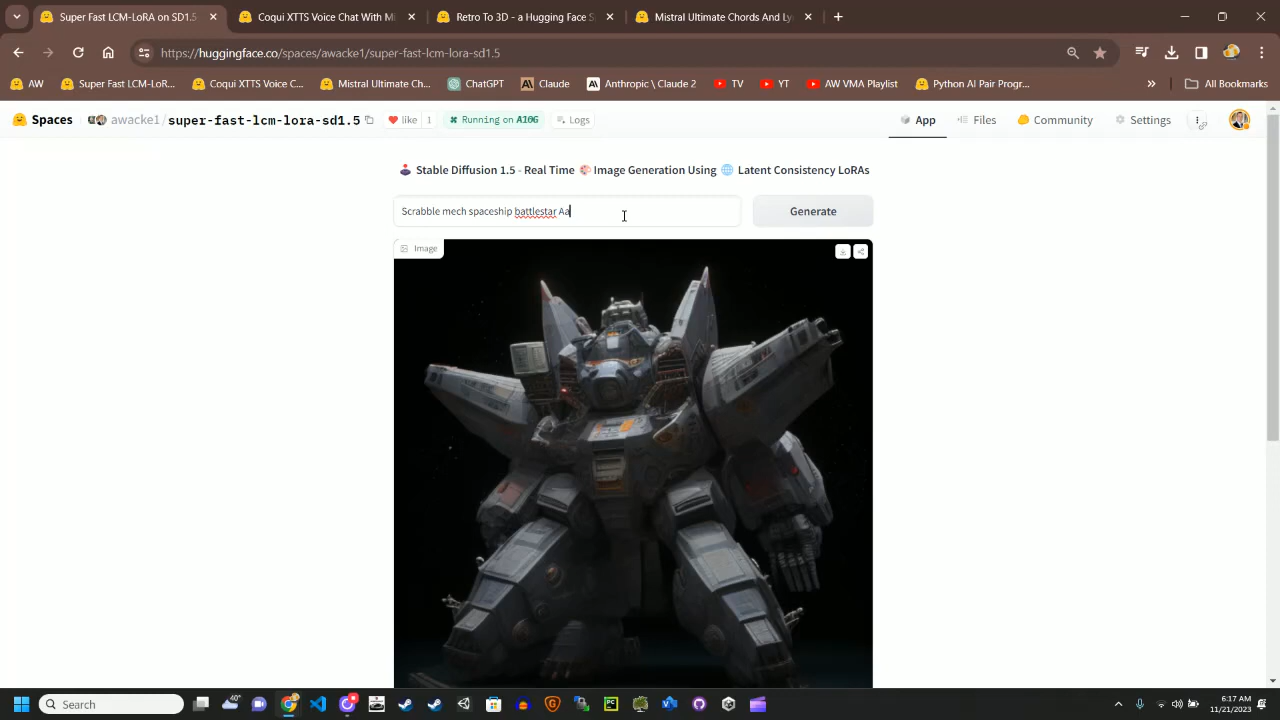 Super Fast LCM-LoRA on SD1.5
Coqui XTTS Voice Chat With Mi
Retro To 3D - a Hugging Face S
Mistral Ultimate Chords And Ly
https://huggingface.co/spaces/awacke1/super-fast-lcm-lora-sd1.5
AW
Super Fast LCM-LoR...
Coqui XTTS Voice C...
Mistral Ultimate Ch...
ChatGPT
Claude
Anthropic \ Claude 2
TV
YT
AW VMA Playlist
Python AI Pair Progr...
»
All Bookmarks
Spaces
awacke1/super-fast-lcm-lora-sd1.5
like
1
Running on A10G
Logs
App
Files
Community
Settings
Stable Diffusion 1.5 - Real Time Image Generation Using Latent Consistency LoRAs
Scrabble mech spaceship battlestar Aa
Generate
Image
Search
40°
6:17 AM
11/21/2023